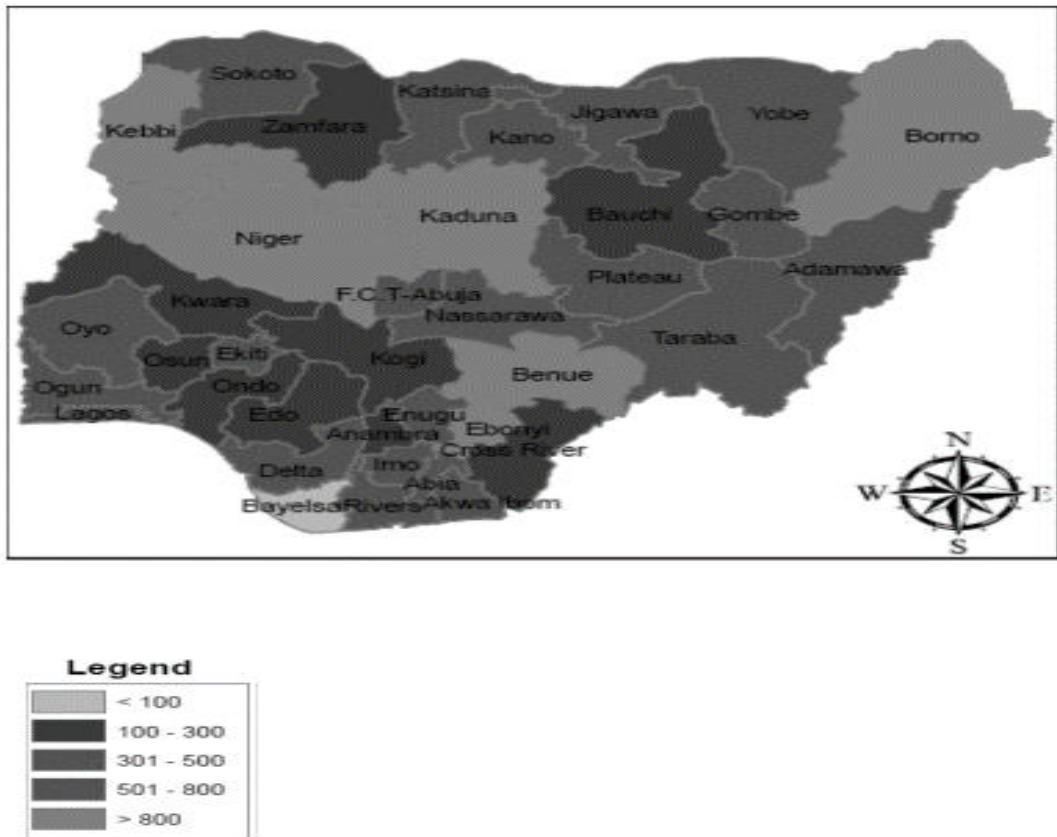 Sokoto
Katsina
Jigawa
Yobe
Kebbi
Zamfara
Kano
Borno
Kaduna
Bauchi
Gombe
Niger
Plateau
Adamawa
F.C.T-Abuja
Kwara
Nassarawa
Oyo
Taraba
Osun
Ekiti
Kogi
Benue
Ogun
Ondo
Lagos
Edo
Enugu
Anambra
Ebonyi
Cross River
Delta
Imo
Abia
Bayelsa
Rivers
Akwa Ibom
N
W
E
S
Legend
< 100
100 - 300
301 - 500
501 - 800
> 800